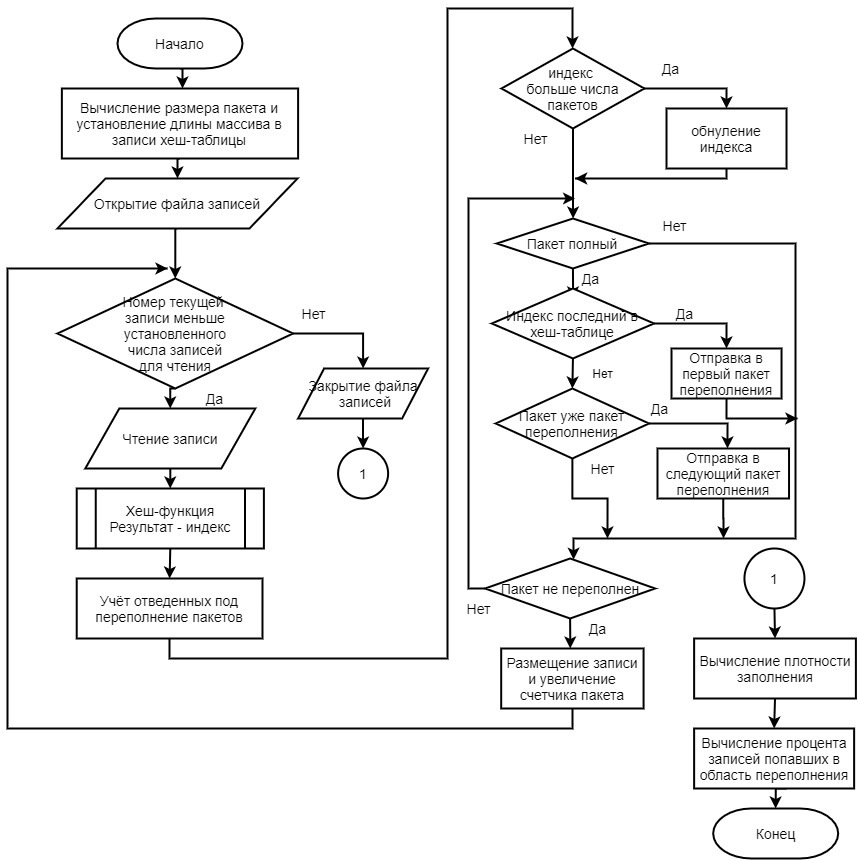 Начало
Вычисление размера пакета и
установление длины массива в
записи хеш-таблицы
Открытие файла записей
Номер текущей
записи меньше
установленного
числа записей
для чтения
Нет
Да
Закрытие файла
записей
1
Чтение записи
Хеш-функция
Результат - индекс
Учёт отведенных под
переполнение пакетов
индекс
больше числа
пакетов
Да
Нет
обнуление
индекса
Пакет полный
Нет
Да
Индекс последний в
хеш-таблице
Да
Нет
Отправка в
первый пакет
переполнения
Пакет уже пакет
переполнения
Да
Нет
Отправка в
следующий пакет
переполнения
Пакет не переполнен
Нет
Да
Размещение записи
и увеличение
счетчика пакета
1
Вычисление плотности
заполнения
Вычисление процента
записей попавших в
область переполнения
Конец